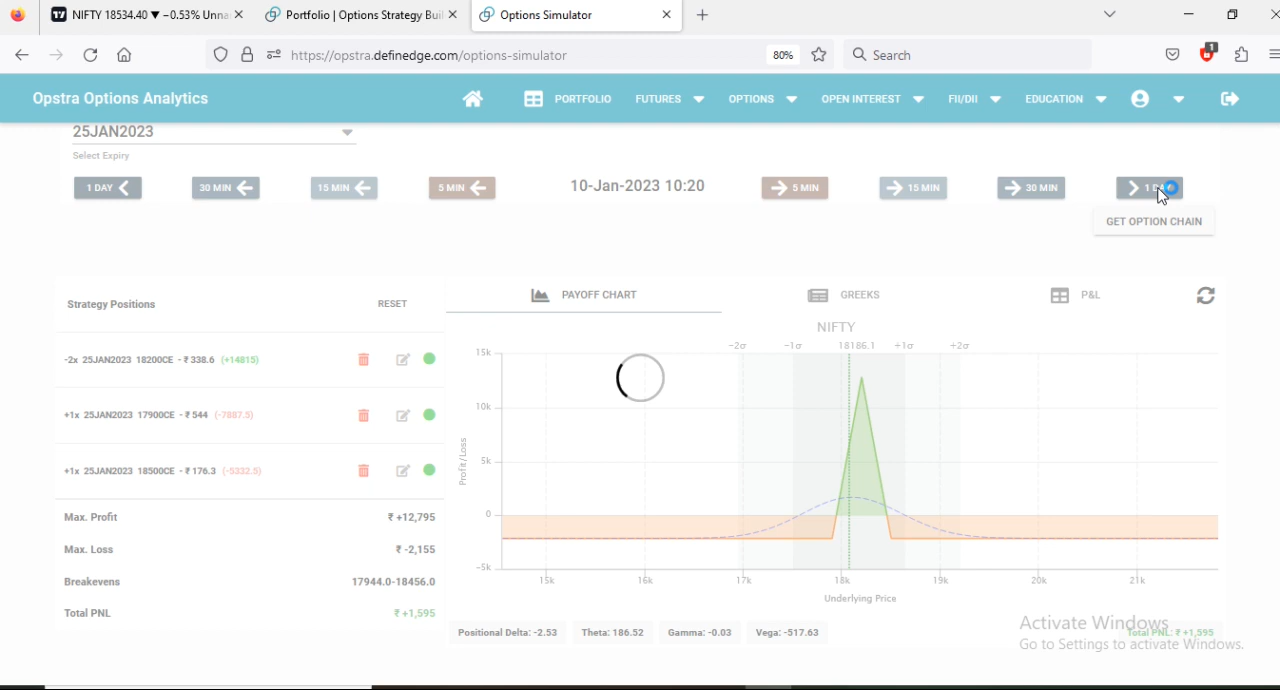 NIFTY 18534.40 ▼ −0.53% Unna
Portfolio | Options Strategy Buil
Options Simulator
https://opstra.definedge.com/options-simulator
80%
Search
1
Opstra Options Analytics
PORTFOLIO
FUTURES
OPTIONS
OPEN INTEREST
FII/DII
EDUCATION
25JAN2023
Select Expiry
1 DAY
30 MIN
15 MIN
5 MIN
10-Jan-2023 10:20
5 MIN
15 MIN
30 MIN
GET OPTION CHAIN
Strategy Positions
RESET
PAYOFF CHART
GREEKS
P&L
NIFTY
-2σ
-1σ
18186.1
+1σ
+2σ
-2x 25JAN2023 18200CE - ₹ 338.6 (+14815)
+1x 25JAN2023 17900CE - ₹ 544 (-7887.5)
+1x 25JAN2023 18500CE - ₹ 176.3 (-5332.5)
Max. Profit
₹ +12,795
Max. Loss
₹ -2,155
Breakevens
17944.0-18456.0
Total PNL
₹ +1,595
15k
10k
5k
0
-5k
Profit/Loss
15k
16k
17k
18k
19k
20k
21k
Underlying Price
Positional Delta: -2.53
Theta: 186.52
Gamma: -0.03
Vega: -517.63
Total PNL: ₹ +1,595
Activate Windows
Go to Settings to activate Windows.